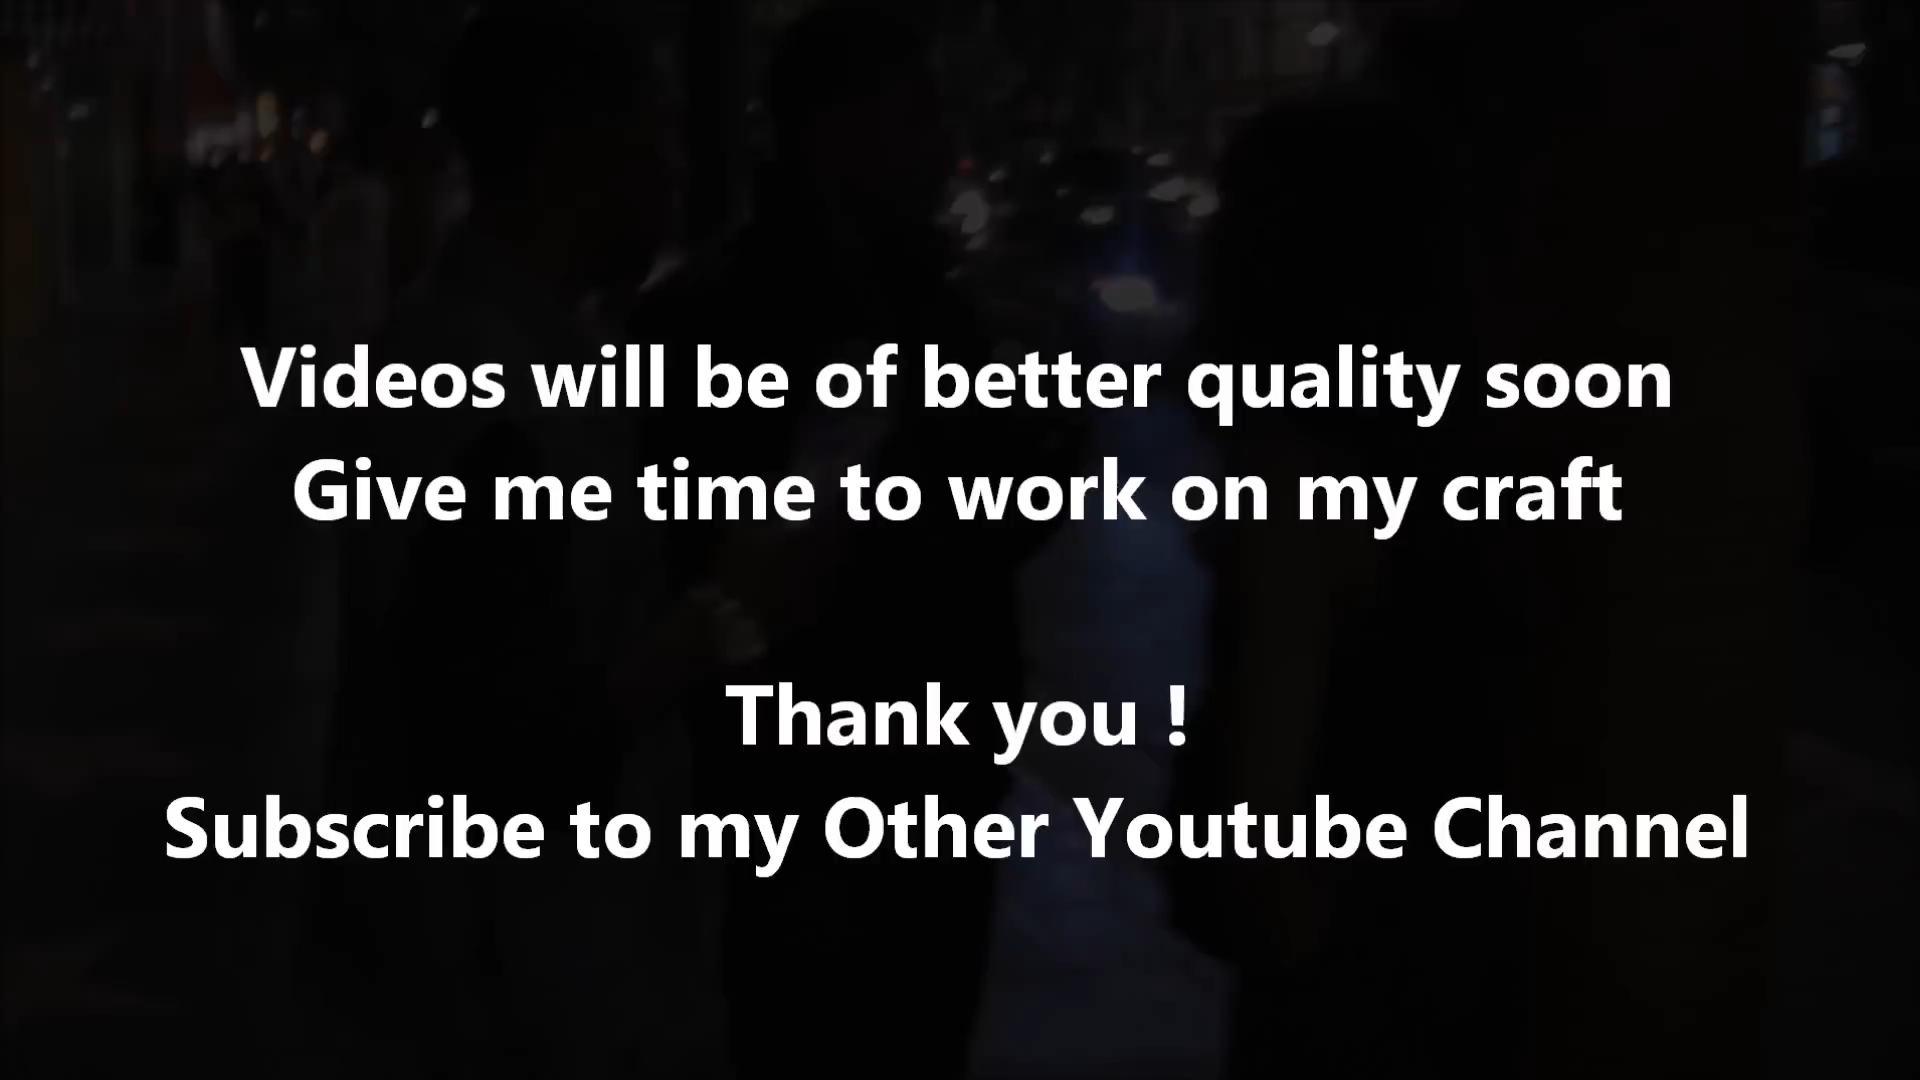 Videos will be of better quality soon
Give me time to work on my craft
Thank you !
Subscribe to my Other Youtube Channel